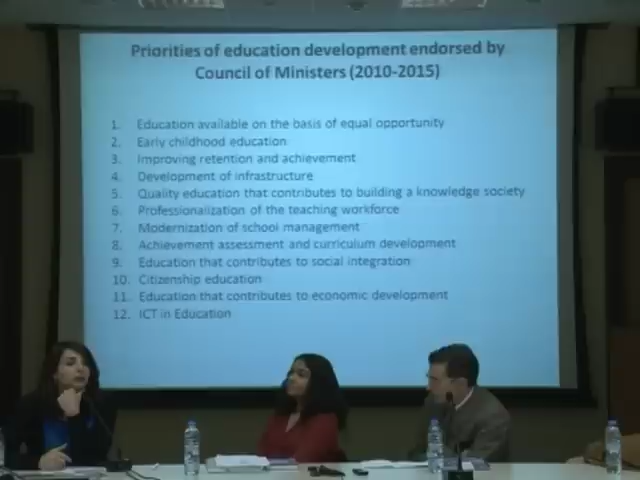 Priorities of education development endorsed by
Council of Ministers (2010-2015)
1. Education available on the basis of equal opportunity
2. Early childhood education
3. Improving retention and achievement
4. Development of infrastructure
5. Quality education that contributes to building a knowledge society
6. Professionalization of the teaching workforce
7. Modernization of school management
8. Achievement assessment and curriculum development
9. Education that contributes to social integration
10. Citizenship education
11. Education that contributes to economic development
12. ICT in Education